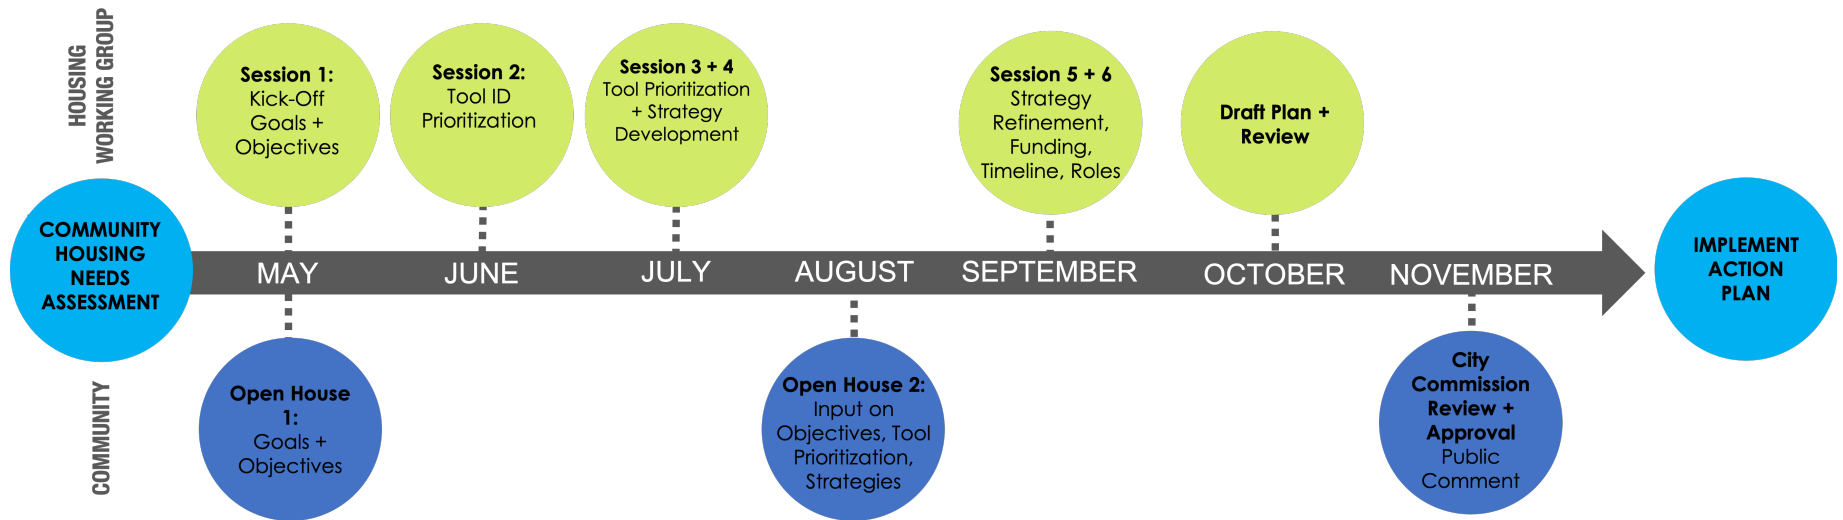 HOUSING
WORKING GROUP
Session 1:
Kick-Off
Goals +
Objectives
Session 2:
Tool ID
Prioritization
Session 3 + 4
Tool Prioritization
+ Strategy
Development
Session 5 + 6
Strategy
Refinement,
Funding,
Timeline, Roles
Draft Plan +
Review
COMMUNITY
HOUSING
NEEDS
ASSESSMENT
MAY
JUNE
JULY
AUGUST
SEPTEMBER
OCTOBER
NOVEMBER
IMPLEMENT
ACTION
PLAN
COMMUNITY
Open House
1:
Goals +
Objectives
Open House 2:
Input on
Objectives, Tool
Prioritization,
Strategies
City
Commission
Review +
Approval
Public
Comment